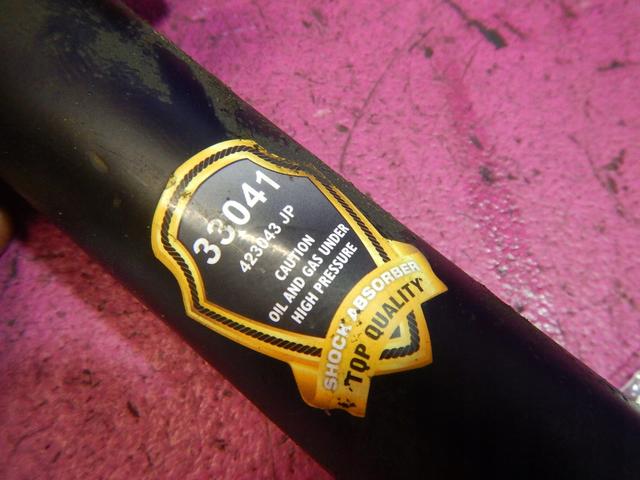 33041
423043 JP
CAUTION
OIL AND GAS UNDER
HIGH PRESSURE
SHOCK ABSORBER
TOP QUALITY